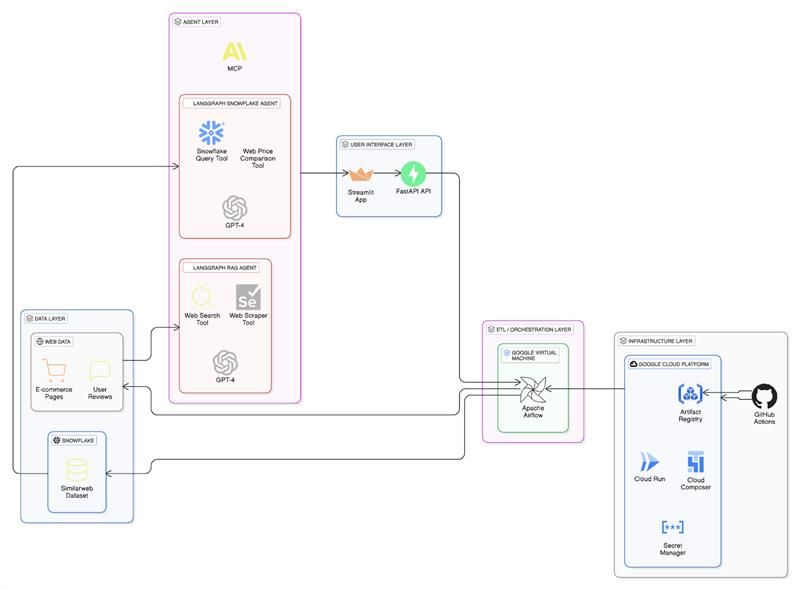 AGENT LAYER
MCP
LANGGRAPH SNOWFLAKE AGENT
Snowflake
Query Tool
Web Price
Comparison
Tool
GPT-4
USER INTERFACE LAYER
Streamlit
App
FastAPI API
LANGGRAPH RAG AGENT
Web Search
Tool
Se
Web Scraper
Tool
GPT-4
DATA LAYER
WEB DATA
E-commerce
Pages
User
Reviews
SNOWFLAKE
Similarweb
Dataset
ETL / ORCHESTRATION LAYER
GOOGLE VIRTUAL
MACHINE
Apache
Airflow
INFRASTRUCTURE LAYER
GOOGLE CLOUD PLATFORM
Artifact
Registry
GitHub
Actions
Cloud Run
Cloud
Composer
[***]
Secret
Manager